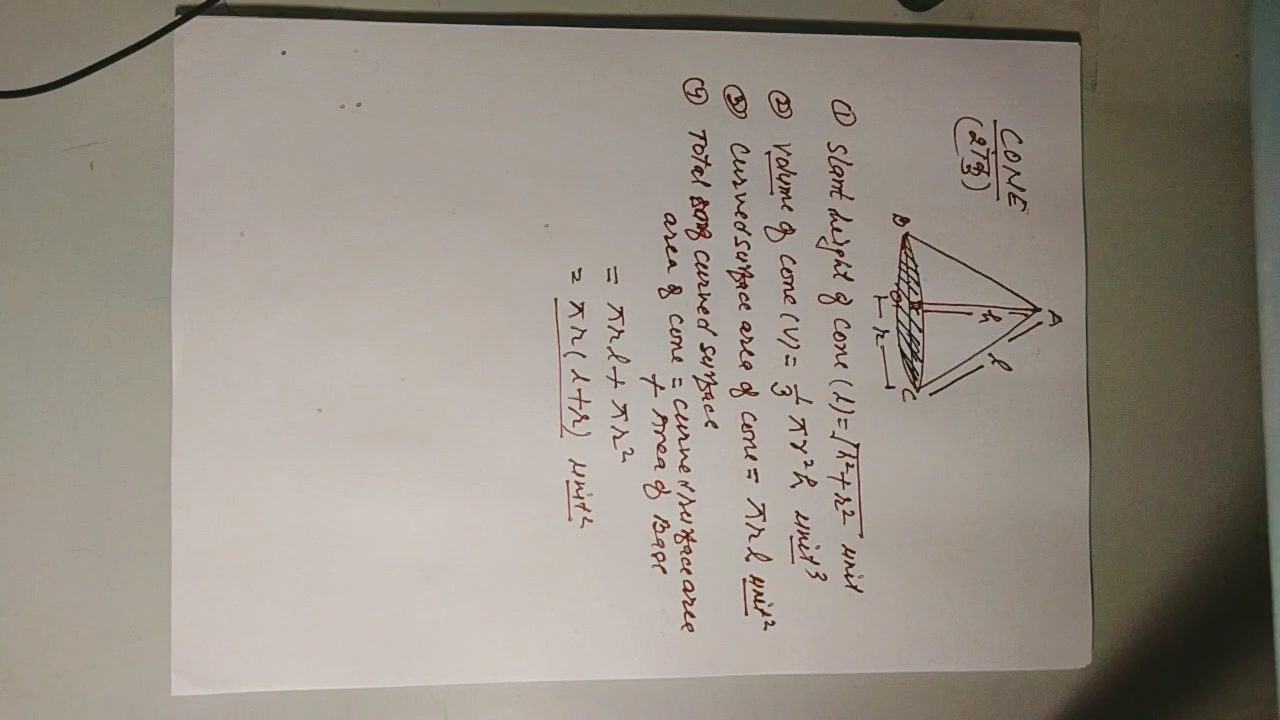 CONE
(शंकु)
A
h
l
B
O
r
C
① Slant height of cone (l) = √h²+r² unit
② volume of cone (V) = 1/3 πr²h unit³
③ curved surface area of cone = πrl unit²
④ Total curved surface
area of cone = curved surface area
+ Area of Base
= πrl + πr²
= πr(l+r) unit²